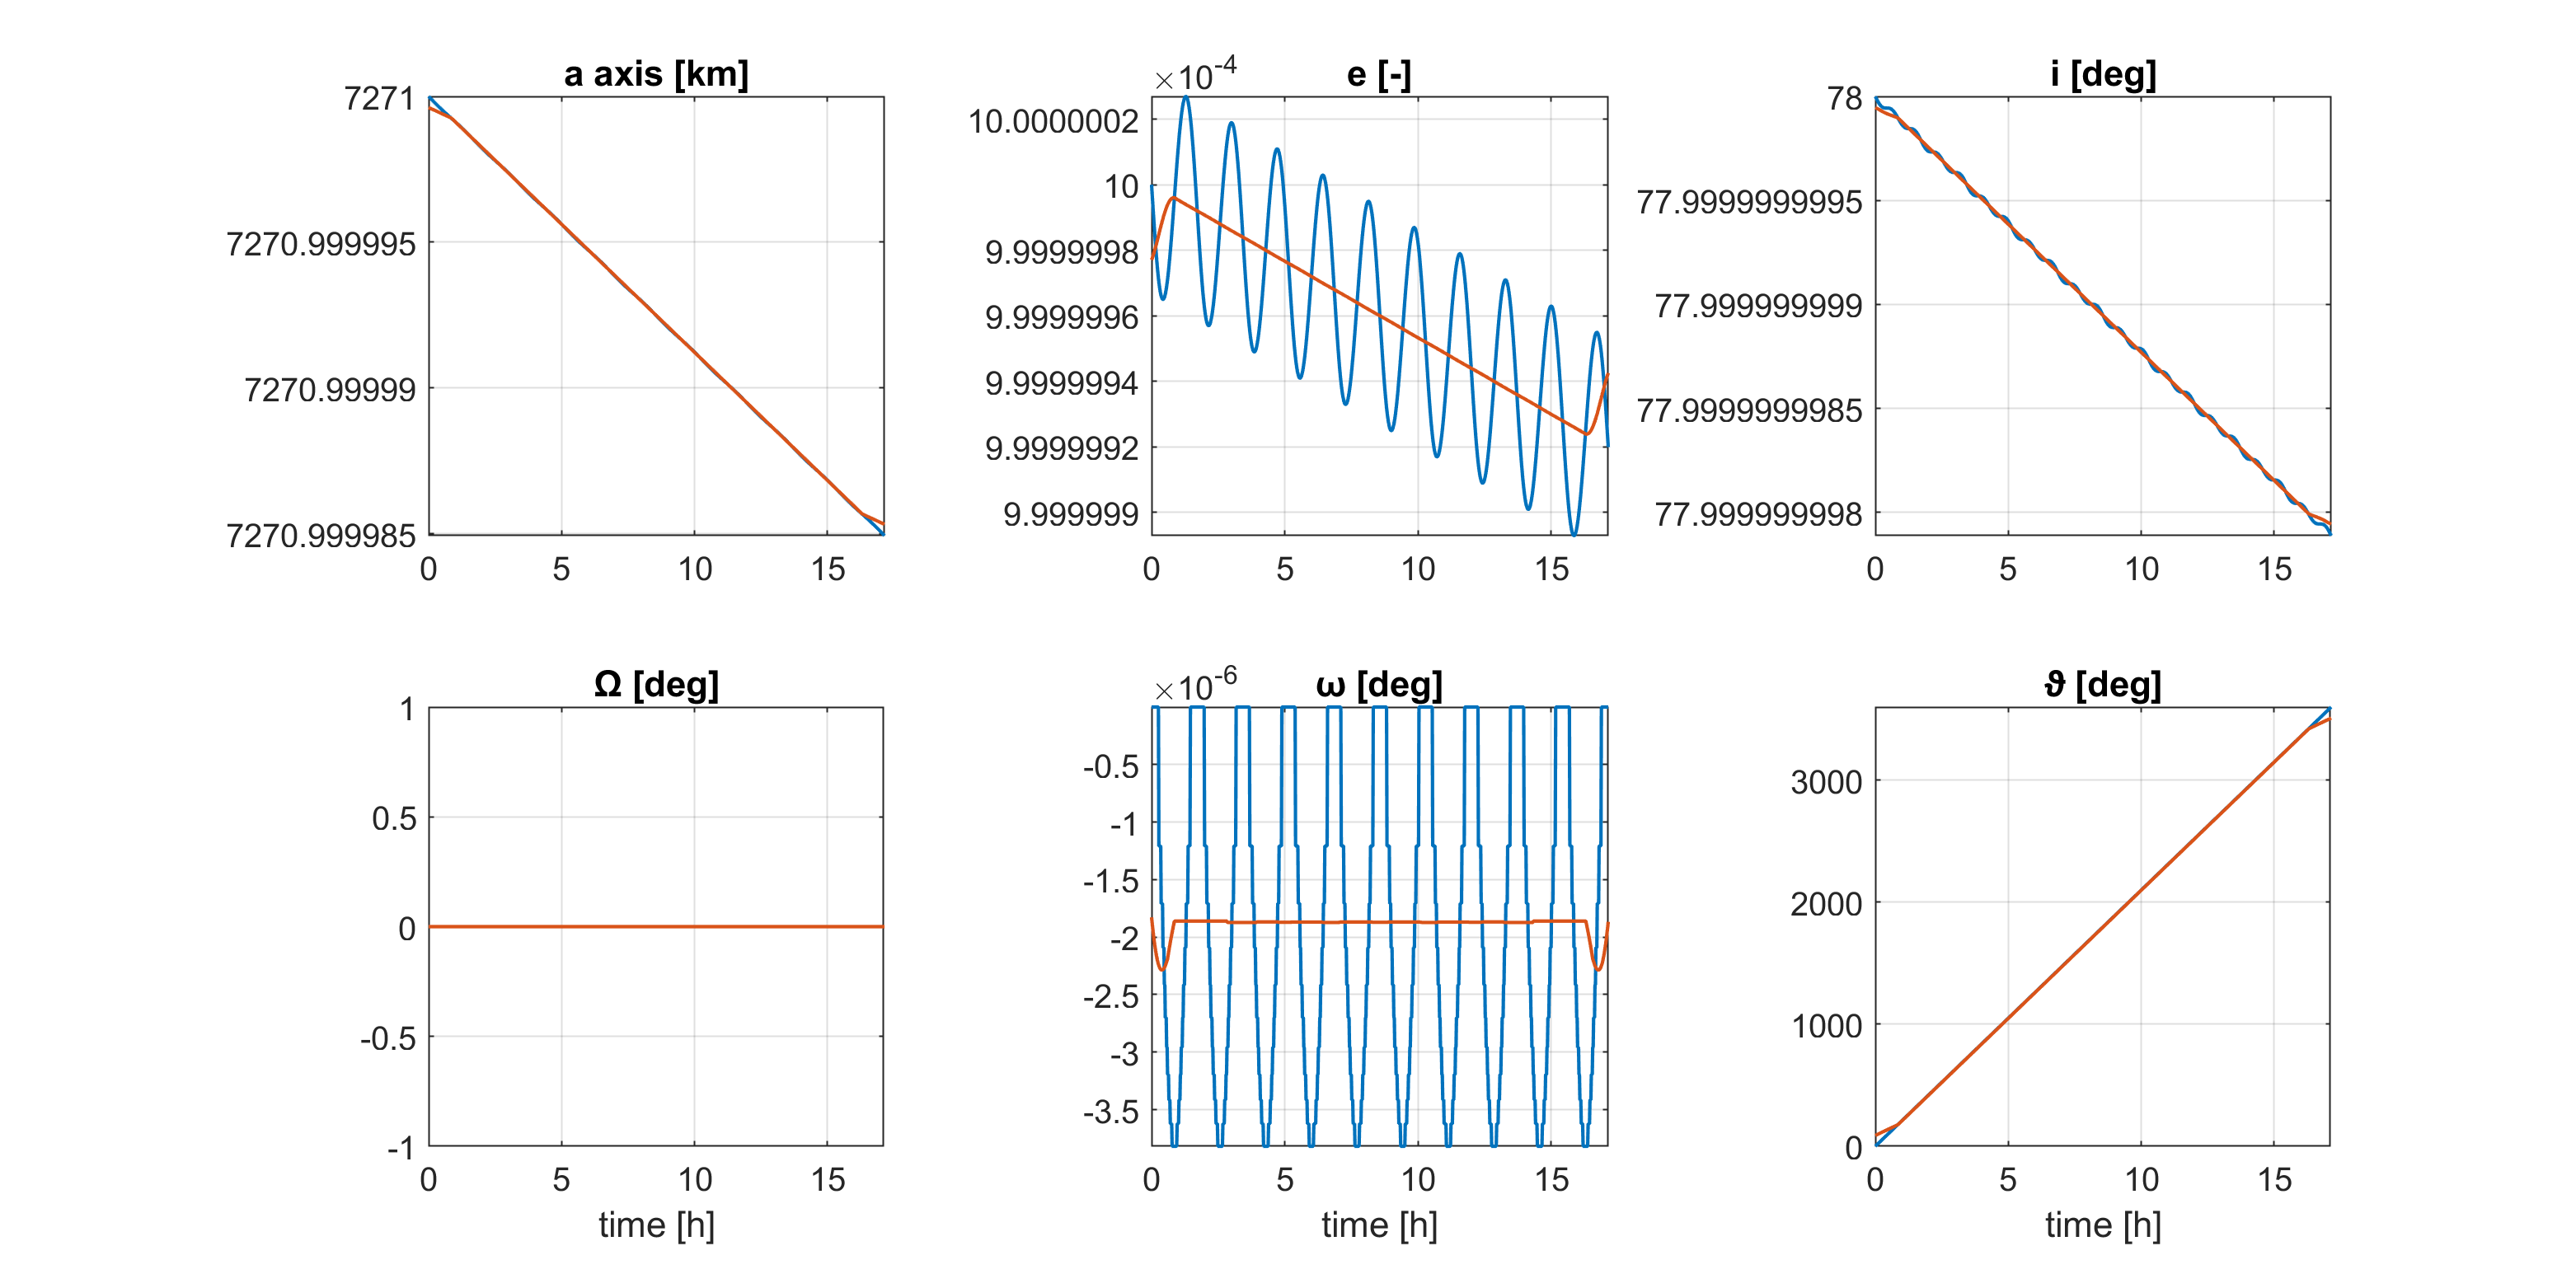 a axis [km]
7271
7270.999995
7270.99999
7270.999985
0 5 10 15
×10-4
e [-]
10.0000002
10
9.9999998
9.9999996
9.9999994
9.9999992
9.999999
0 5 10 15
i [deg]
78
77.9999999995
77.999999999
77.9999999985
77.999999998
0 5 10 15
Ω [deg]
1
0.5
0
-0.5
-1
0 5 10 15
time [h]
×10-6
ω [deg]
-0.5
-1
-1.5
-2
-2.5
-3
-3.5
0 5 10 15
time [h]
ϑ [deg]
3000
2000
1000
0
0 5 10 15
time [h]